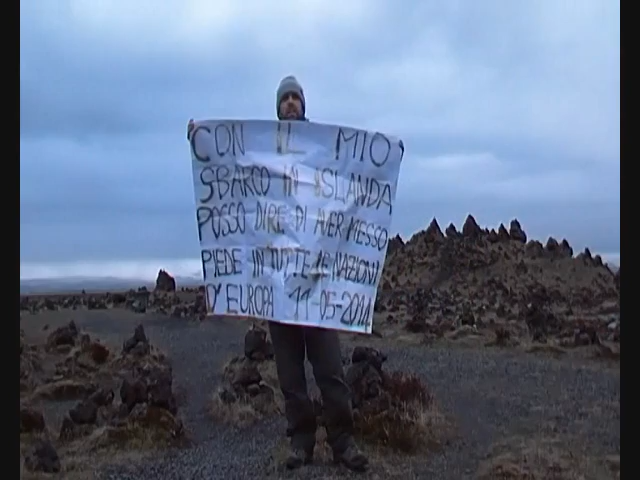 CON IL MIO
SBARCO IN ISLANDA
POSSO DIRE DI AVER MESSO
PIEDE IN TUTTE LE NAZIONI
D'EUROPA 11-05-2011